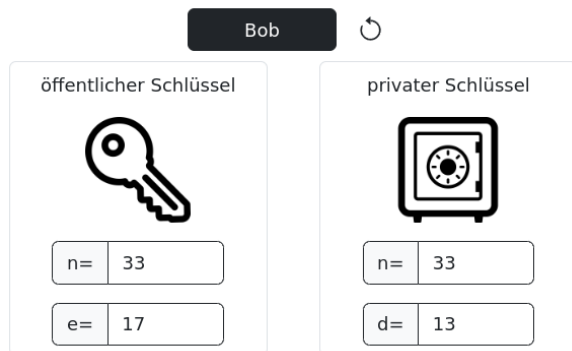 Bob
öffentlicher Schlüssel
privater Schlüssel
n= 33
n= 33
e= 17
d= 13